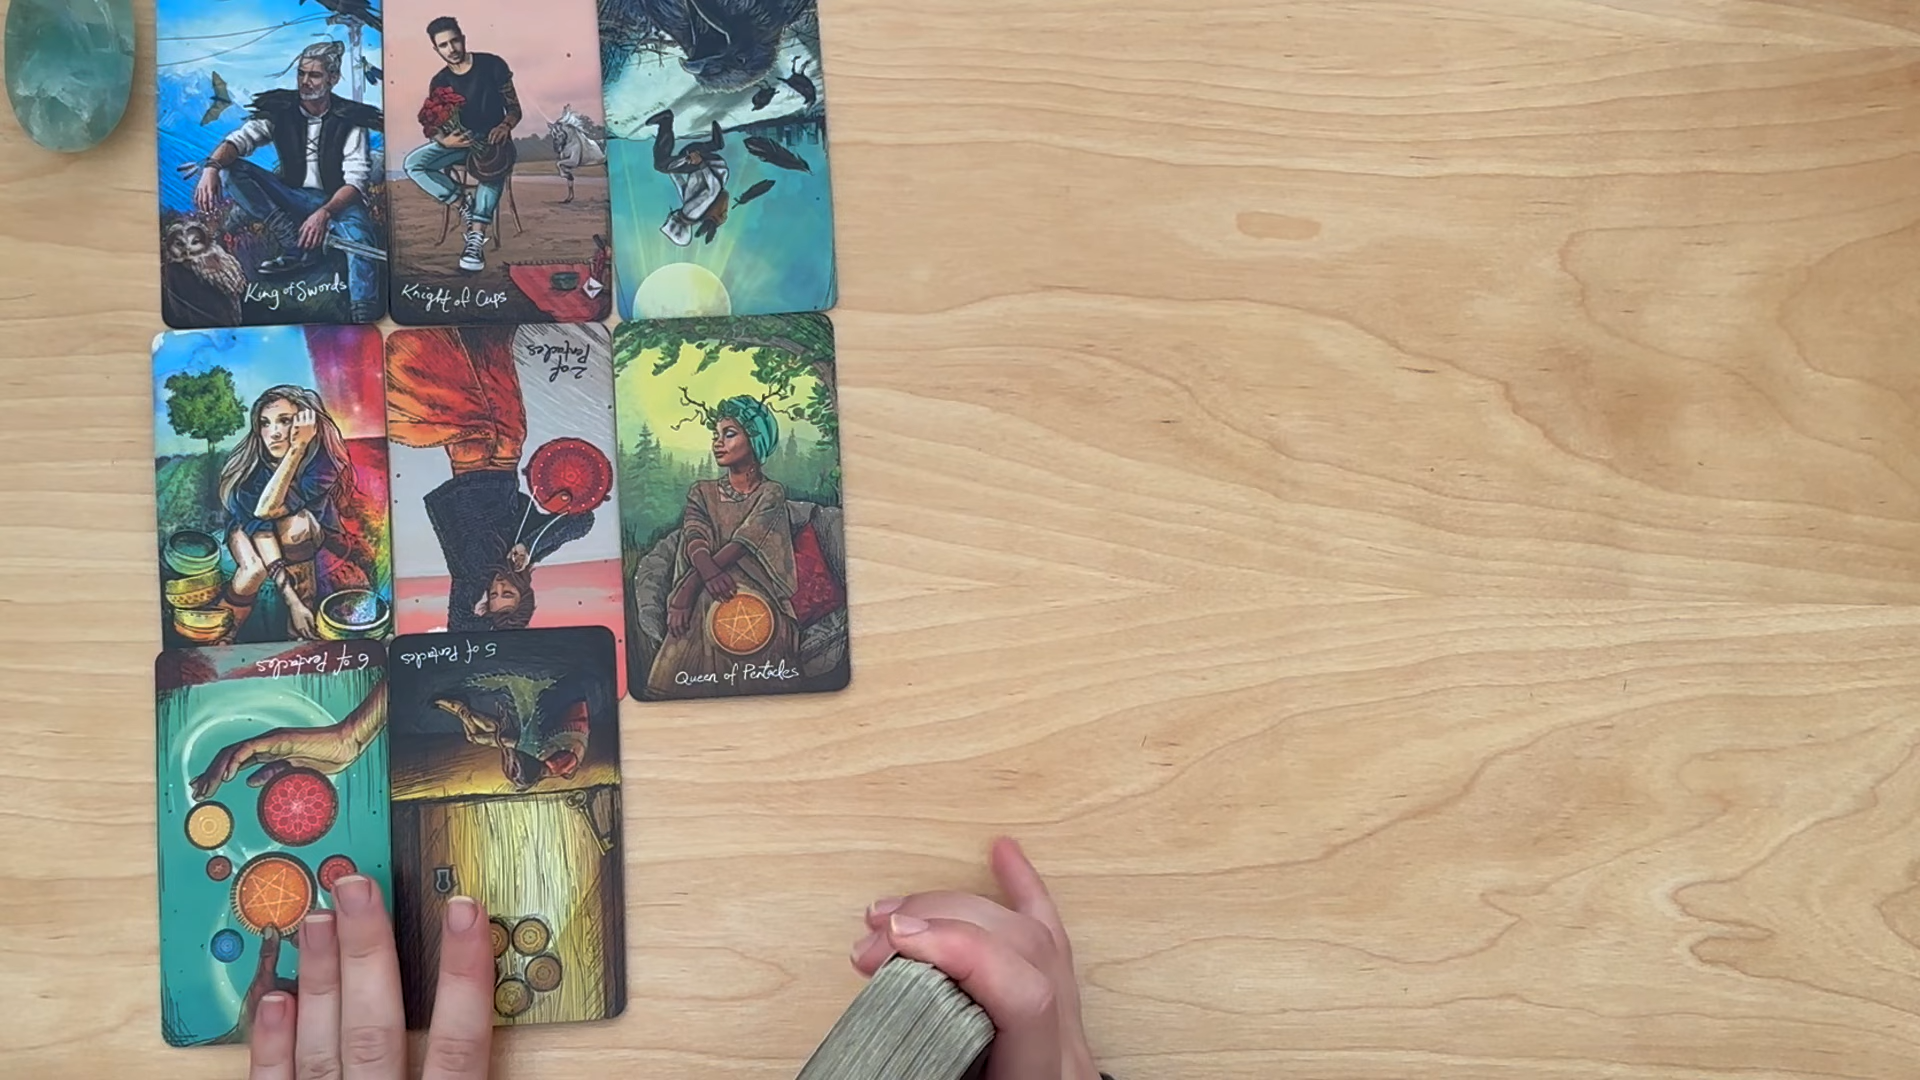 King of Swords
Knight of Cups
2 of
Pentacles
Queen of Pentacles
6 of Pentacles
5 of Pentacles